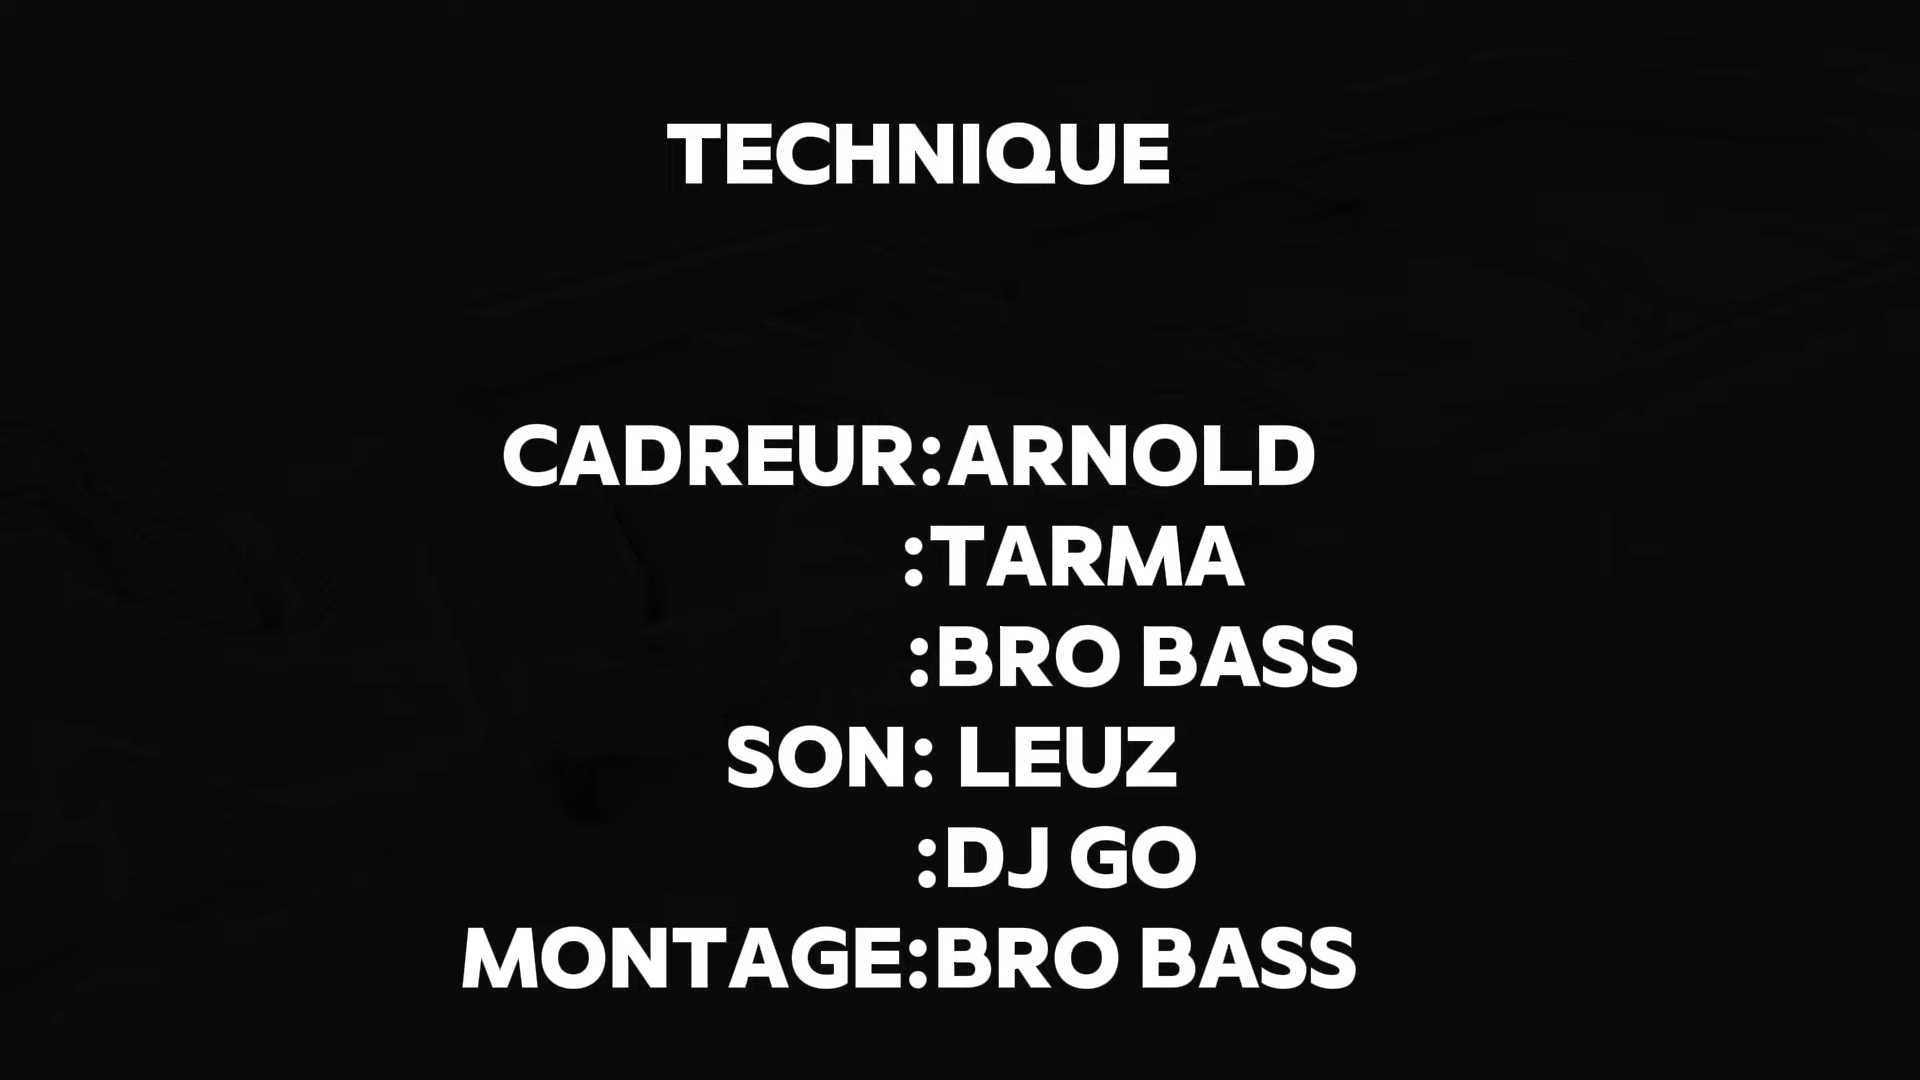 TECHNIQUE
CADREUR:ARNOLD
:TARMA
:BRO BASS
SON: LEUZ
:DJ GO
MONTAGE:BRO BASS